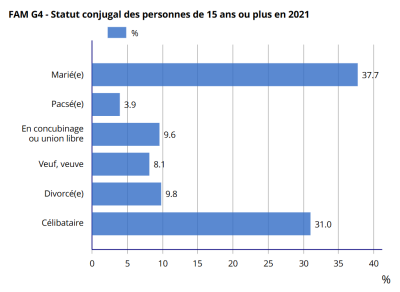 FAM G4 - Statut conjugal des personnes de 15 ans ou plus en 2021
%
Marié(e)
37.7
Pacsé(e)
3.9
En concubinage
ou union libre
9.6
Veuf, veuve
8.1
Divorcé(e)
9.8
Célibataire
31.0
0 5 10 15 20 25 30 35 40
%